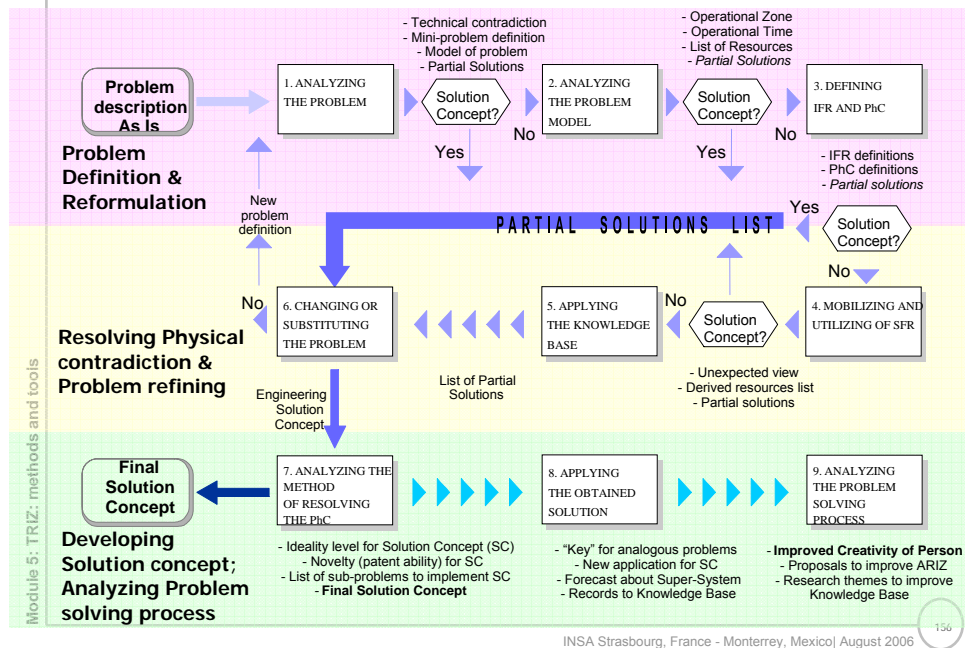 - Technical contradiction
- Mini-problem definition
- Model of problem
- Partial Solutions
- Operational Zone
- Operational Time
- List of Resources
- Partial Solutions
Problem
description
As Is
1. ANALYZING
THE PROBLEM
Solution
Concept?
No
Yes
2. ANALYZING
THE PROBLEM
MODEL
Solution
Concept?
No
Yes
3. DEFINING
IFR AND PhC
- IFR definitions
- PhC definitions
- Partial solutions
Problem
Definition &
Reformulation
New
problem
definition
PARTIAL SOLUTIONS LIST
Yes
Solution
Concept?
No
No
6. CHANGING OR
SUBSTITUTING
THE PROBLEM
5. APPLYING
THE KNOWLEDGE
BASE
No
Solution
Concept?
4. MOBILIZING AND
UTILIZING OF SFR
Resolving Physical
contradiction &
Problem refining
List of Partial
Solutions
- Unexpected view
- Derived resources list
- Partial solutions
Engineering
Solution
Concept
Final
Solution
Concept
7. ANALYZING THE
METHOD
OF RESOLVING
THE PhC
8. APPLYING
THE OBTAINED
SOLUTION
9. ANALYZING
THE PROBLEM
SOLVING
PROCESS
Developing
Solution concept;
Analyzing Problem
solving process
- Ideality level for Solution Concept (SC)
- Novelty (patent ability) for SC
- List of sub-problems to implement SC
- Final Solution Concept
- “Key” for analogous problems
- New application for SC
- Forecast about Super-System
- Records to Knowledge Base
- Improved Creativity of Person
- Proposals to improve ARIZ
- Research themes to improve
Knowledge Base
Module 5: TRiZ: methods and tools
INSA Strasbourg, France - Monterrey, Mexico| August 2006
156